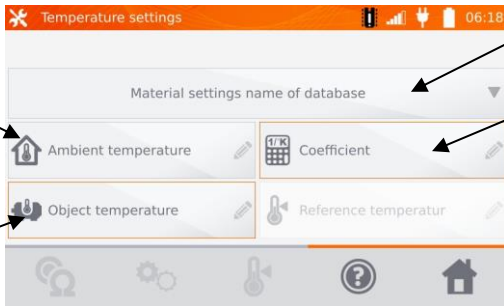 Temperature settings 06:18
Material settings name of database
Ambient temperature
1/°K Coefficient
Object temperature
Reference temperatur
?